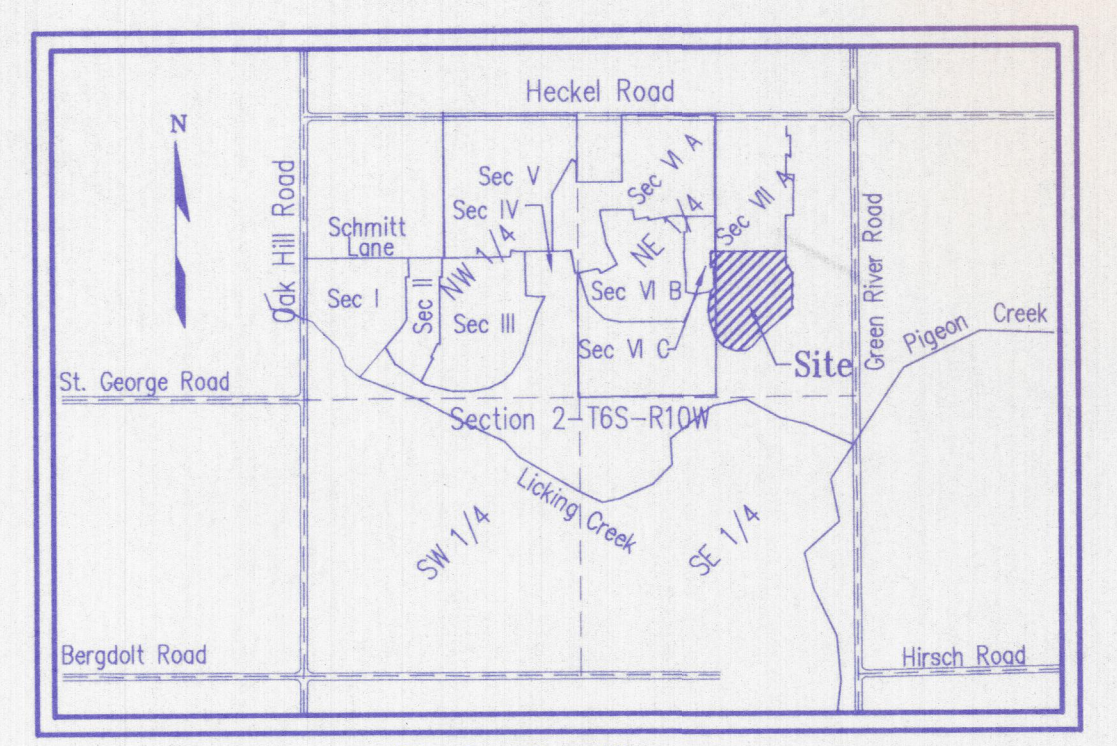 Heckel Road
N
Oak Hill Road
Sec V
Sec IV
Schmitt
Lane
NW 1/4
Sec VI A
NE 1/4
Sec VII A
Green River Road
Sec I
Sec II
Sec III
Sec VI B
Sec VI C
Site
Pigeon Creek
St. George Road
Section 2-T6S-R10W
Licking Creek
SW 1/4
SE 1/4
Bergdolt Road
Hirsch Road